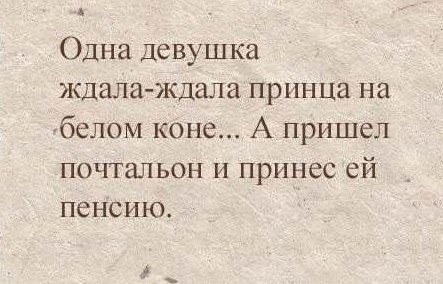 Одна девушка
ждала-ждала принца на
белом коне... А пришел
почтальон и принес ей
пенсию.